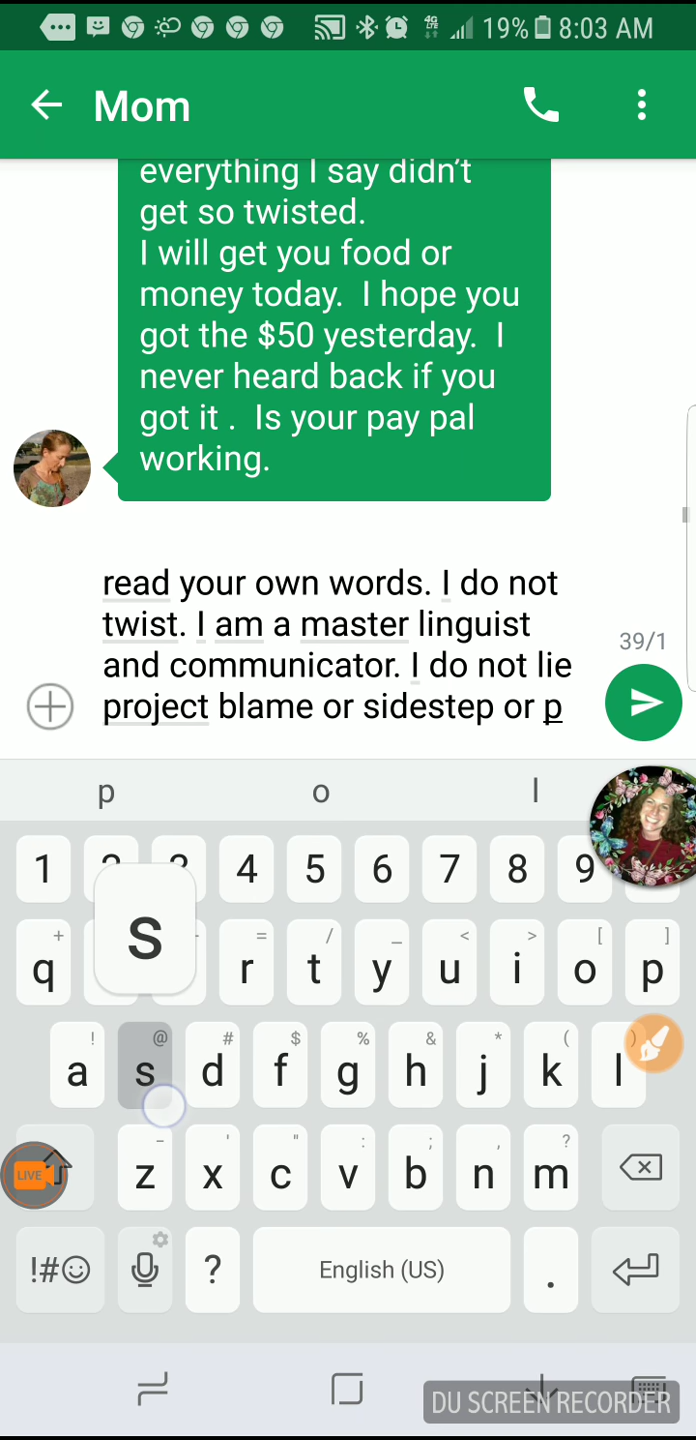 19% 8:03 AM
Mom
everything I say didn't
get so twisted.
I will get you food or
money today.  I hope you
got the $50 yesterday.  I
never heard back if you
got it .  Is your pay pal
working.
read your own words. I do not
twist. I am a master linguist
and communicator. I do not lie
project blame or sidestep or p
39/1
p o l
1 2 3 4 5 6 7 8 9
s
+ = / _ < > [ ]
q r t y u i o p
! @ # $ % & * ( )
a s d f g h j k l
LIVE
- ' " : ; , ?
z x c v b n m
!#☺ ? English (US) .
DU SCREEN RECORDER